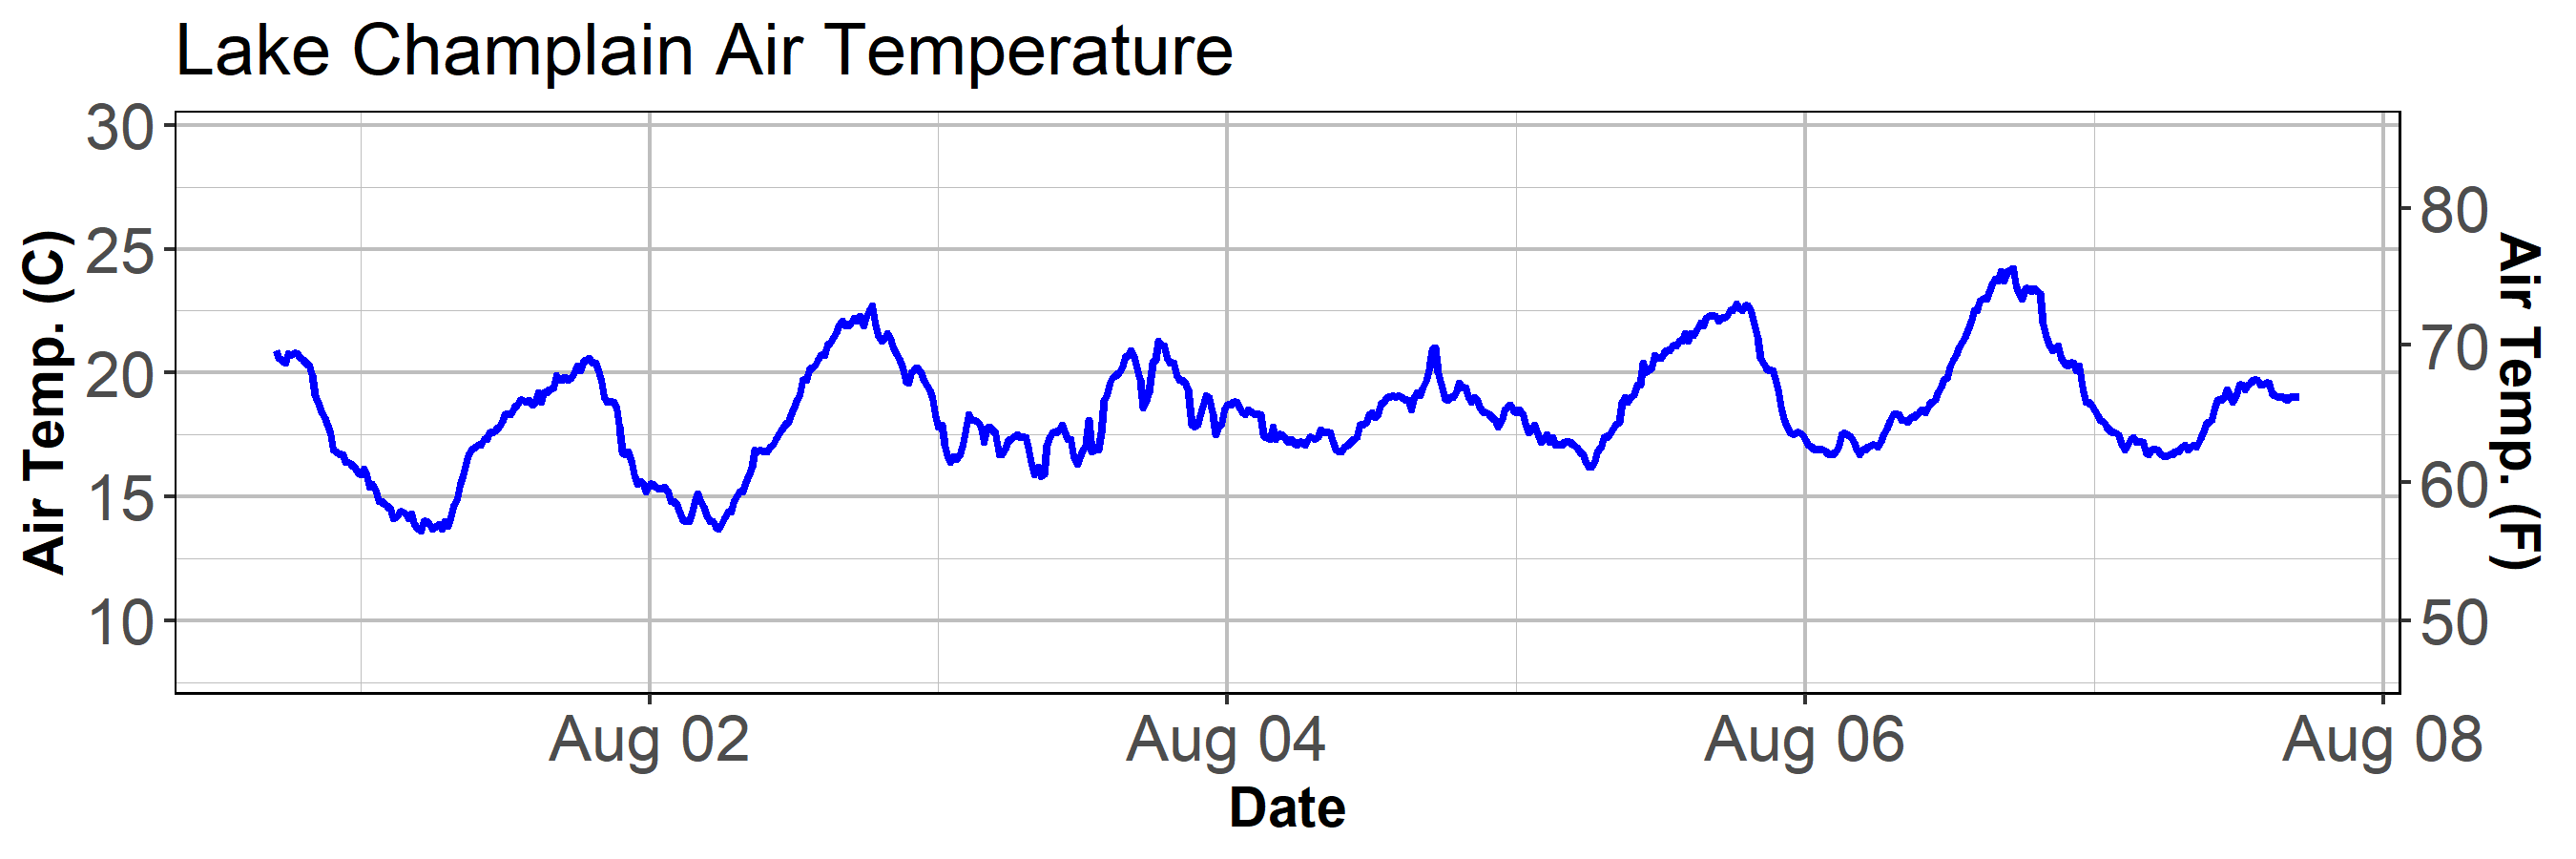 Lake Champlain Air Temperature
30
25
20
15
10
Air Temp. (C)
80
70
60
50
Air Temp. (F)
Aug 02
Aug 04
Aug 06
Aug 08
Date